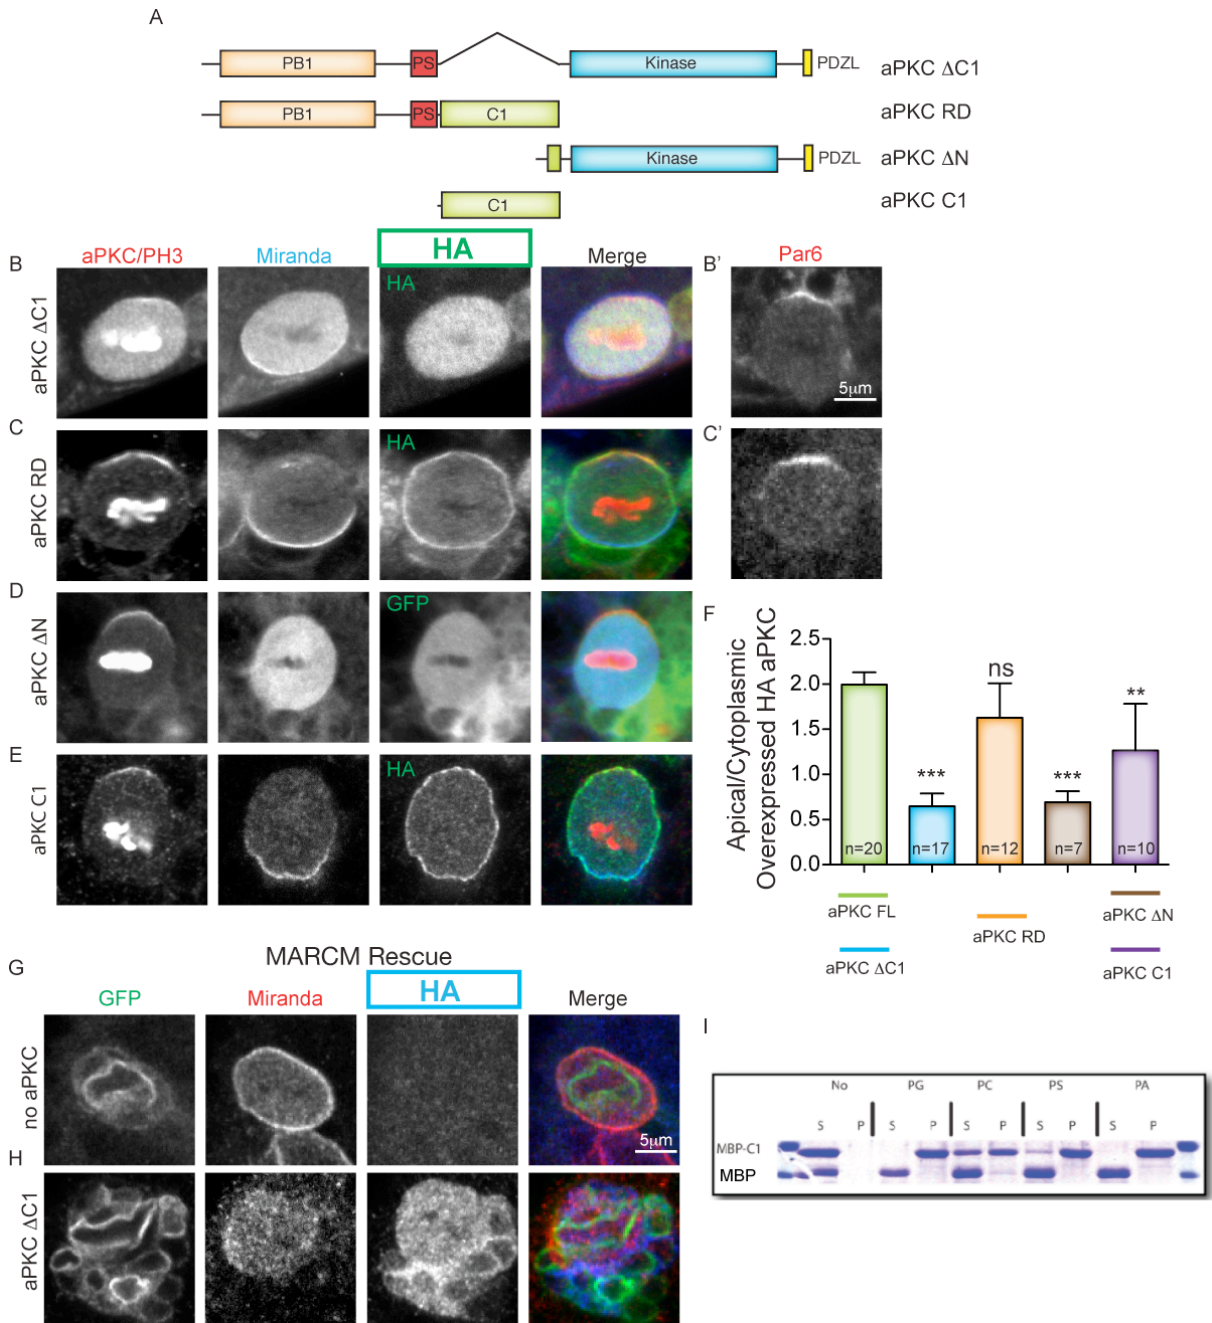 A
PB1 PS Kinase PDZL aPKC ΔC1
PB1 PS C1 aPKC RD
Kinase PDZL aPKC ΔN
C1 aPKC C1
B aPKC/PH3 Miranda HA Merge B' Par6
aPKC ΔC1 HA 5μm
C C'
aPKC RD HA
D
aPKC ΔN GFP
E
aPKC C1 HA
F
Apical/Cytoplasmic
Overexpressed HA aPKC
2.5
2.0
1.5
1.0
0.5
0.0
*** ns *** **
n=20 n=17 n=12 n=7 n=10
aPKC FL aPKC ΔN
aPKC RD
aPKC ΔC1 aPKC C1
MARCM Rescue
G
GFP Miranda HA Merge
no aPKC 5μm
H
aPKC ΔC1
I
No PG PC PS PA
S P S P S P S P S P
MBP-C1
MBP